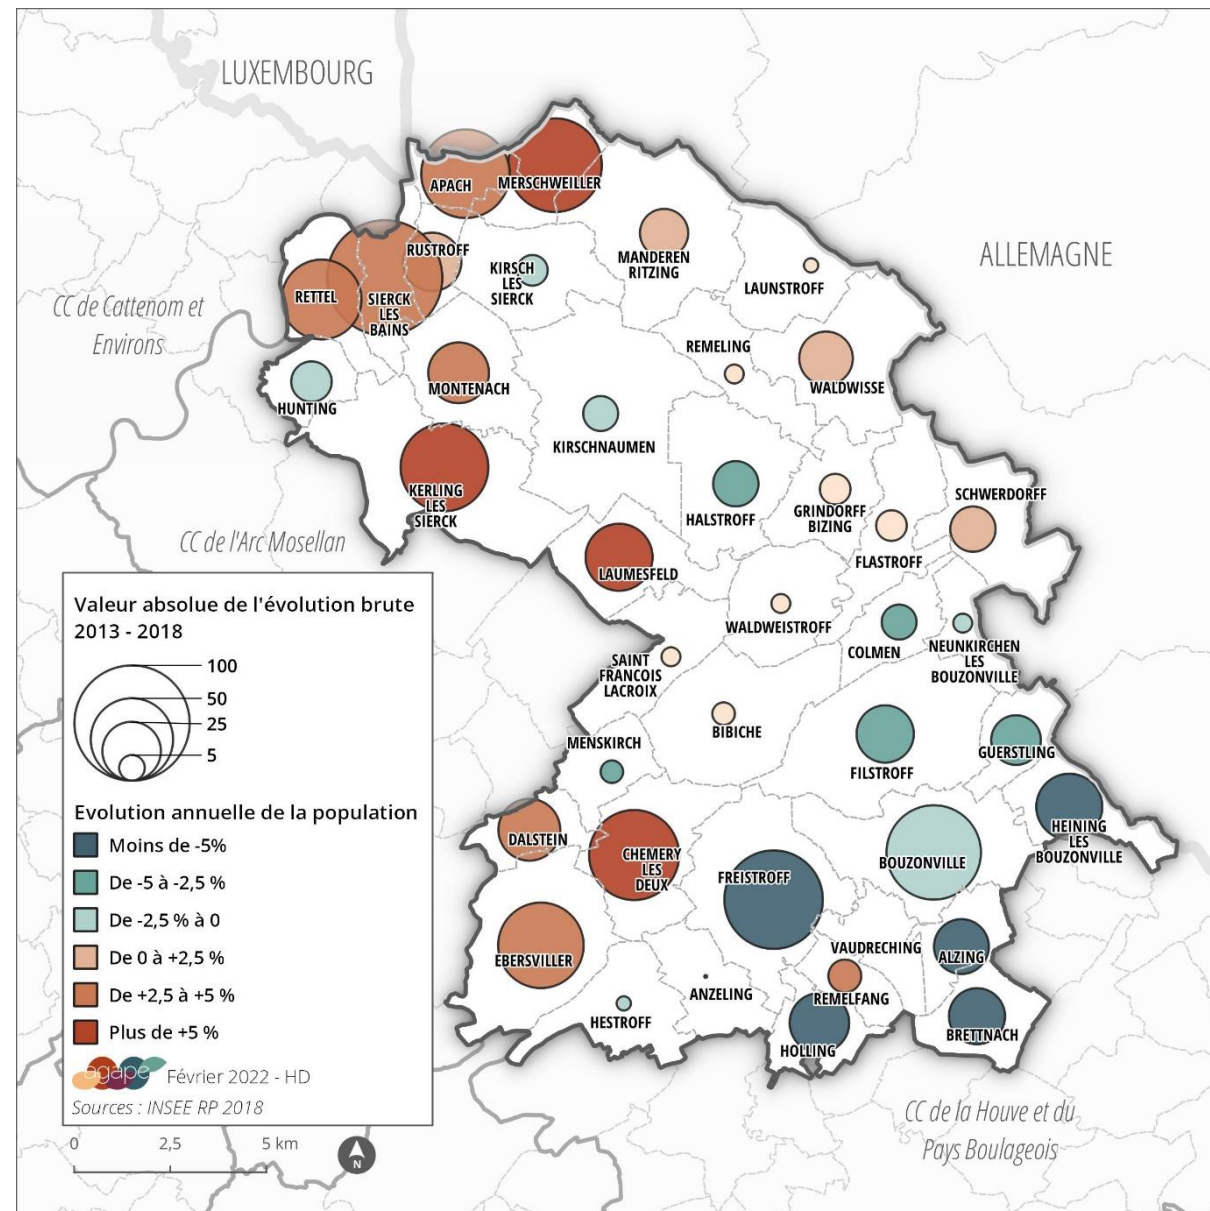 LUXEMBOURG
ALLEMAGNE
CC de Cattenom et
Environs
CC de l'Arc Mosellan
APACH
MERSCHWEILLER
RUSTROFF
RETTEL
SIERCK
LES
BAINS
KIRSCH
LES
SIERCK
MANDEREN
RITZING
LAUNSTROFF
REMELING
WALDWISSE
HUNTING
MONTENACH
KIRSCHNAUMEN
KERLING
LES
SIERCK
HALSTROFF
GRINDORFF
BIZING
SCHWERDORFF
FLASTROFF
LAUMESFELD
WALDWEISTROFF
COLMEN
NEUNKIRCHEN
LES
BOUZONVILLE
SAINT
FRANCOIS
LACROIX
BIBICHE
MENSKIRCH
FILSTROFF
GUERSTLING
HEINING
LES
BOUZONVILLE
DALSTEIN
CHEMERY
LES
DEUX
FREISTROFF
BOUZONVILLE
EBERSVILLER
VAUDRECHING
ALZING
ANZELING
REMELFANG
HESTROFF
HOLLING
BRETTNACH
CC de la Houve et du
Pays Boulageois
Valeur absolue de l'évolution brute
2013 - 2018
100
50
25
5
Evolution annuelle de la population
Moins de -5%
De -5 à -2,5 %
De -2,5 % à 0
De 0 à +2,5 %
De +2,5 à +5 %
Plus de +5 %
agape Février 2022 - HD
Sources : INSEE RP 2018
0 2,5 5 km
N